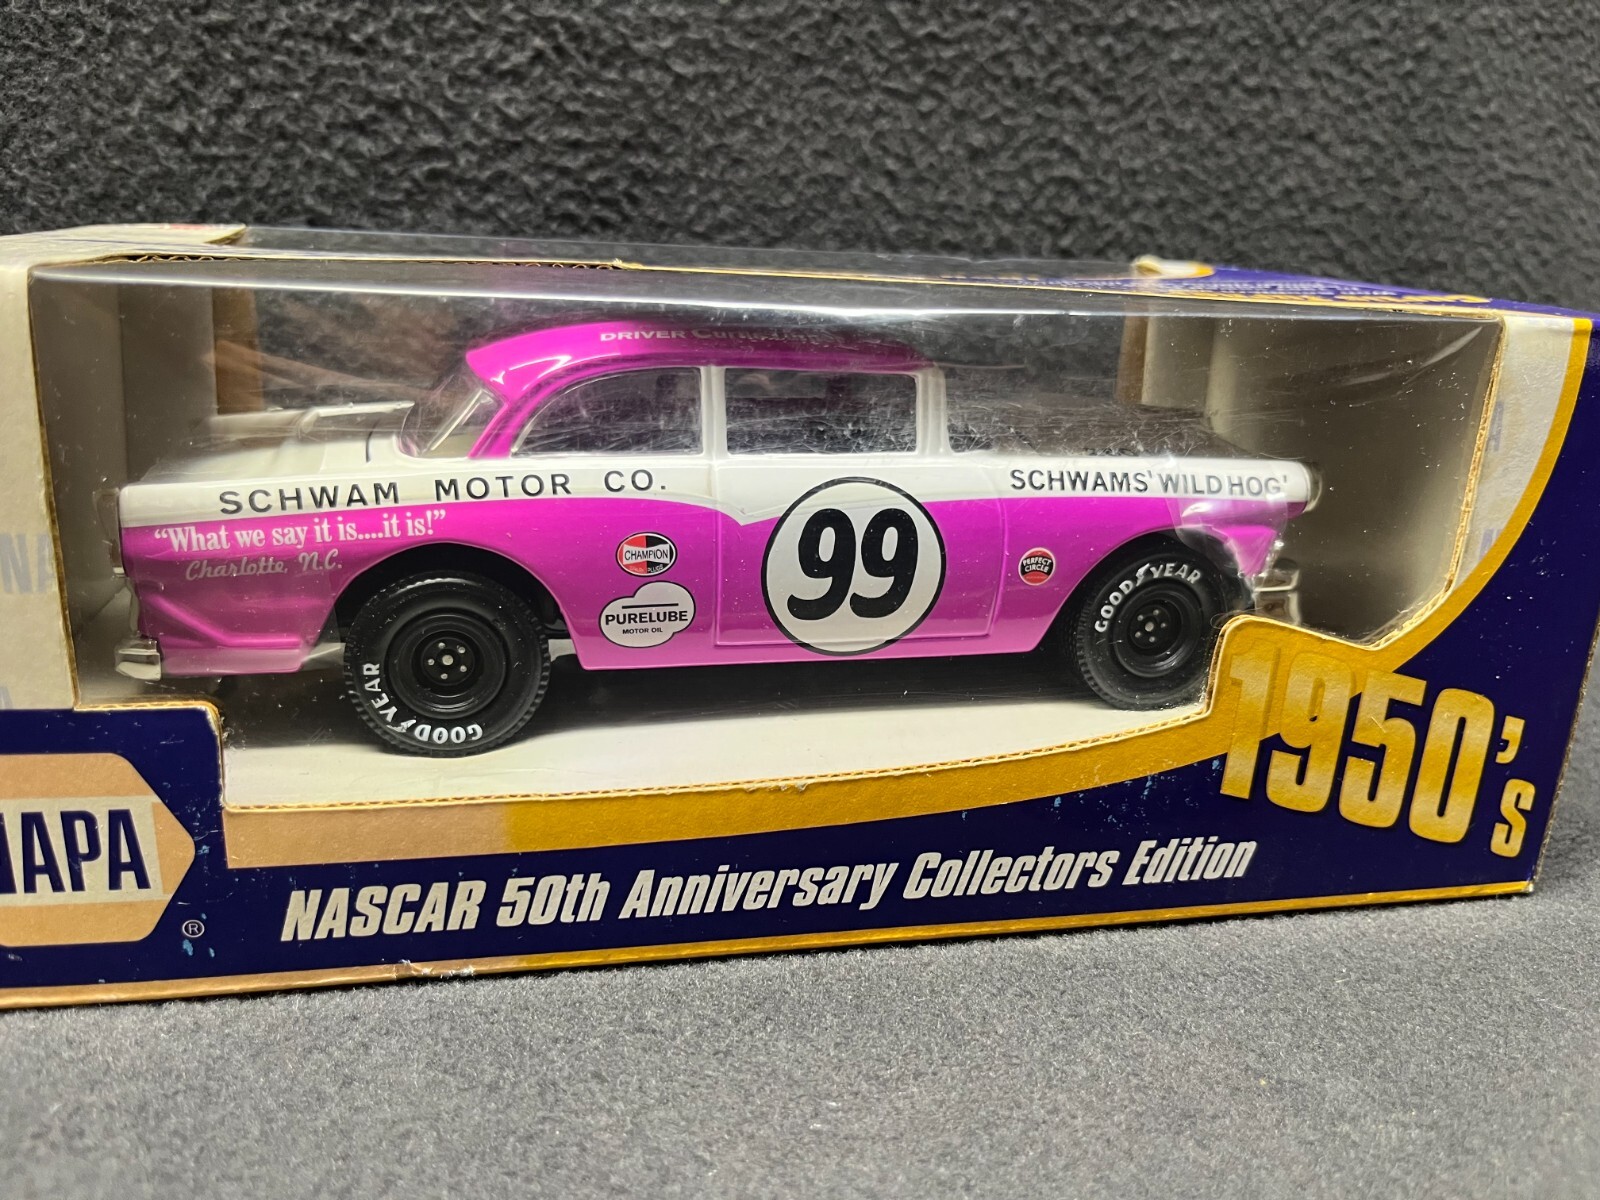 DRIVER
SCHWAM MOTOR CO.
SCHWAMS' WILD HOG'
"What we say it is....it is!"
Charlotte, N.C.
CHAMPION
PERFECT
CIRCLE
PURELUBE
MOTOR OIL
99
GOODYEAR
GOODYEAR
1950's
NAPA
®
NASCAR 50th Anniversary Collectors Edition